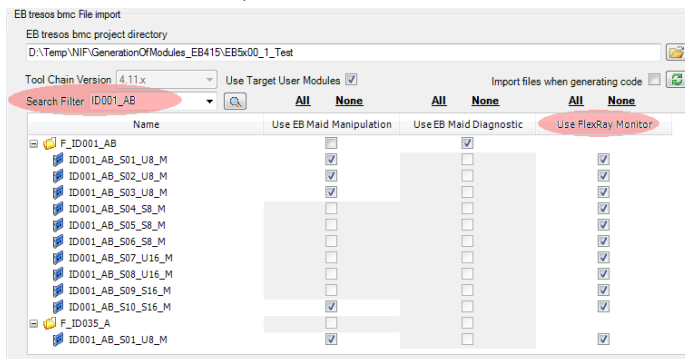 EB tresos bmc File import
EB tresos bmc project directory
D:\Temp\NIF\GenerationOfModules_EB415\EB5x00_1_Test
Tool Chain Version 4.11.x Use Target User Modules Import files when generating code
Search Filter ID001_AB All None All None All None
Name Use EB Maid Manipulation Use EB Maid Diagnostic Use FlexRay Monitor
F_ID001_AB
ID001_AB_S01_U8_M
ID001_AB_S02_U8_M
ID001_AB_S03_U8_M
ID001_AB_S04_S8_M
ID001_AB_S05_S8_M
ID001_AB_S06_S8_M
ID001_AB_S07_U16_M
ID001_AB_S08_U16_M
ID001_AB_S09_S16_M
ID001_AB_S10_S16_M
F_ID035_A
ID001_AB_S01_U8_M